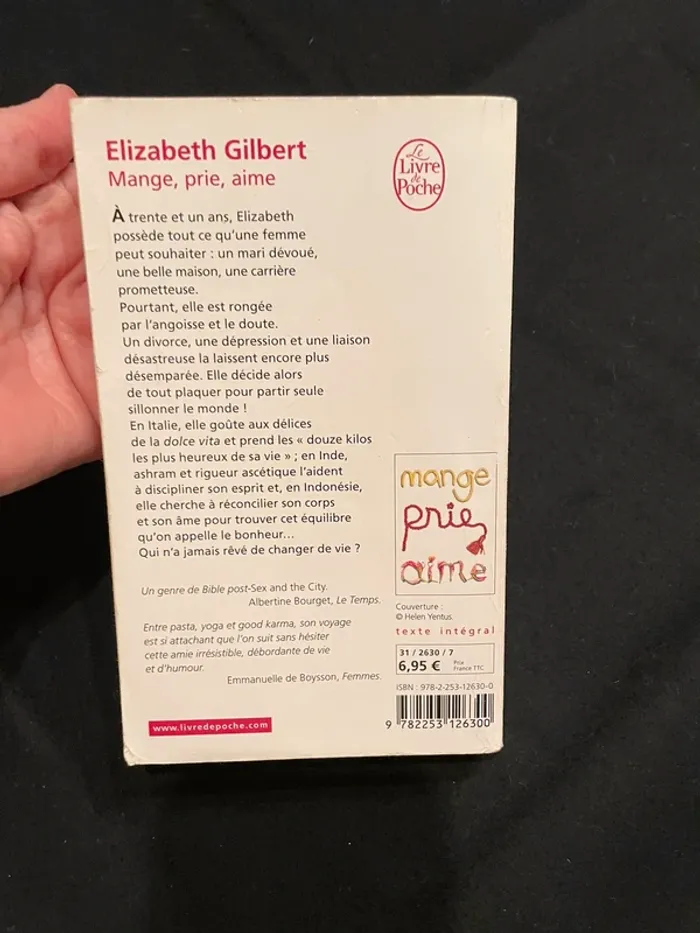 Elizabeth Gilbert
Mange, prie, aime
Le
Livre
de
Poche
À trente et un ans, Elizabeth
possède tout ce qu'une femme
peut souhaiter : un mari dévoué,
une belle maison, une carrière
prometteuse.
Pourtant, elle est rongée
par l'angoisse et le doute.
Un divorce, une dépression et une liaison
désastreuse la laissent encore plus
désemparée. Elle décide alors
de tout plaquer pour partir seule
sillonner le monde !
En Italie, elle goûte aux délices
de la dolce vita et prend les « douze kilos
les plus heureux de sa vie » ; en Inde,
ashram et rigueur ascétique l'aident
à discipliner son esprit et, en Indonésie,
elle cherche à réconcilier son corps
et son âme pour trouver cet équilibre
qu'on appelle le bonheur...
Qui n'a jamais rêvé de changer de vie ?
Un genre de Bible post-Sex and the City.
Albertine Bourget, Le Temps.
Entre pasta, yoga et good karma, son voyage
est si attachant que l'on suit sans hésiter
cette amie irrésistible, débordante de vie
et d'humour.
Emmanuelle de Boysson, Femmes.
www.livredepoche.com
mange
prie,
aime
Couverture :
© Helen Yentus.
texte intégral
31 / 2630 / 7
6,95 € Prix
France TTC
ISBN : 978-2-253-12630-0
9 782253 126300